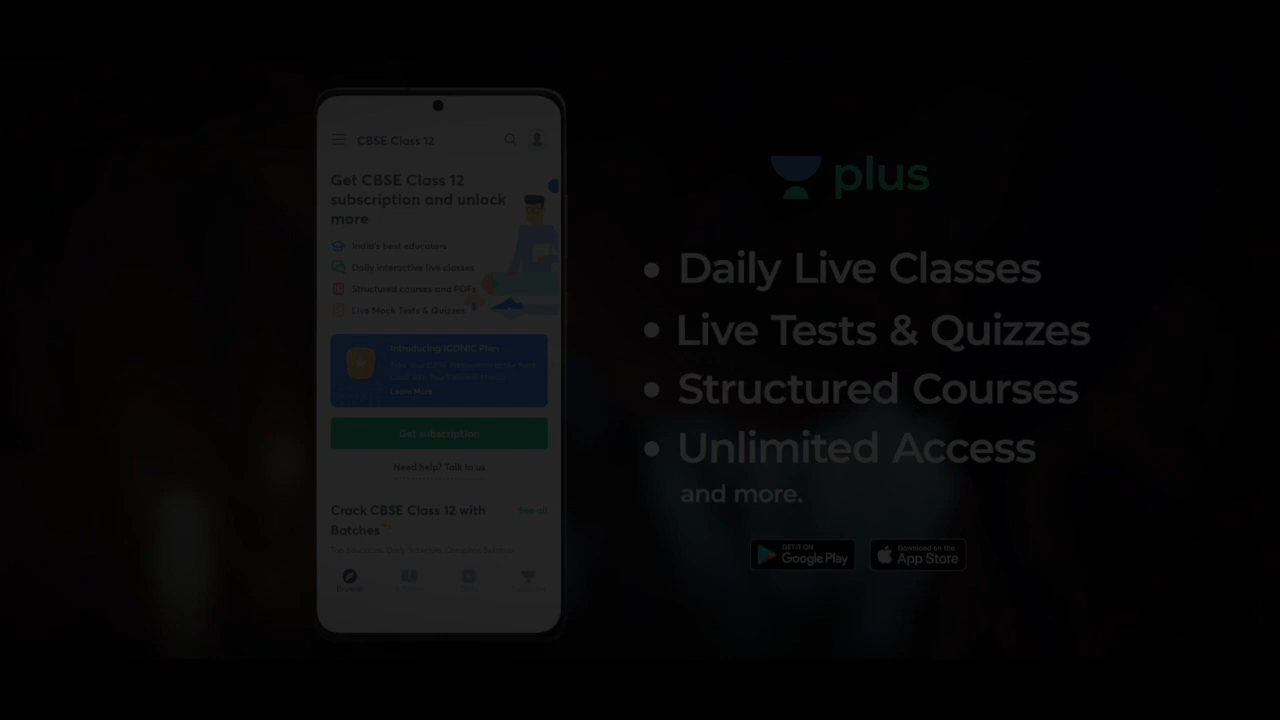 CBSE Class 12
Get CBSE Class 12
subscription and unlock
more
India's best educators
Daily interactive live classes
Structured courses and PDFs
Live Mock Tests & Quizzes
Introducing ICONIC Plan
Learn More
Get subscription
Need help? Talk to us
Crack CBSE Class 12 with
Batches
See all
plus
• Daily Live Classes
• Live Tests & Quizzes
• Structured Courses
• Unlimited Access
and more.
GET IT ON
Google Play
Download on the
App Store